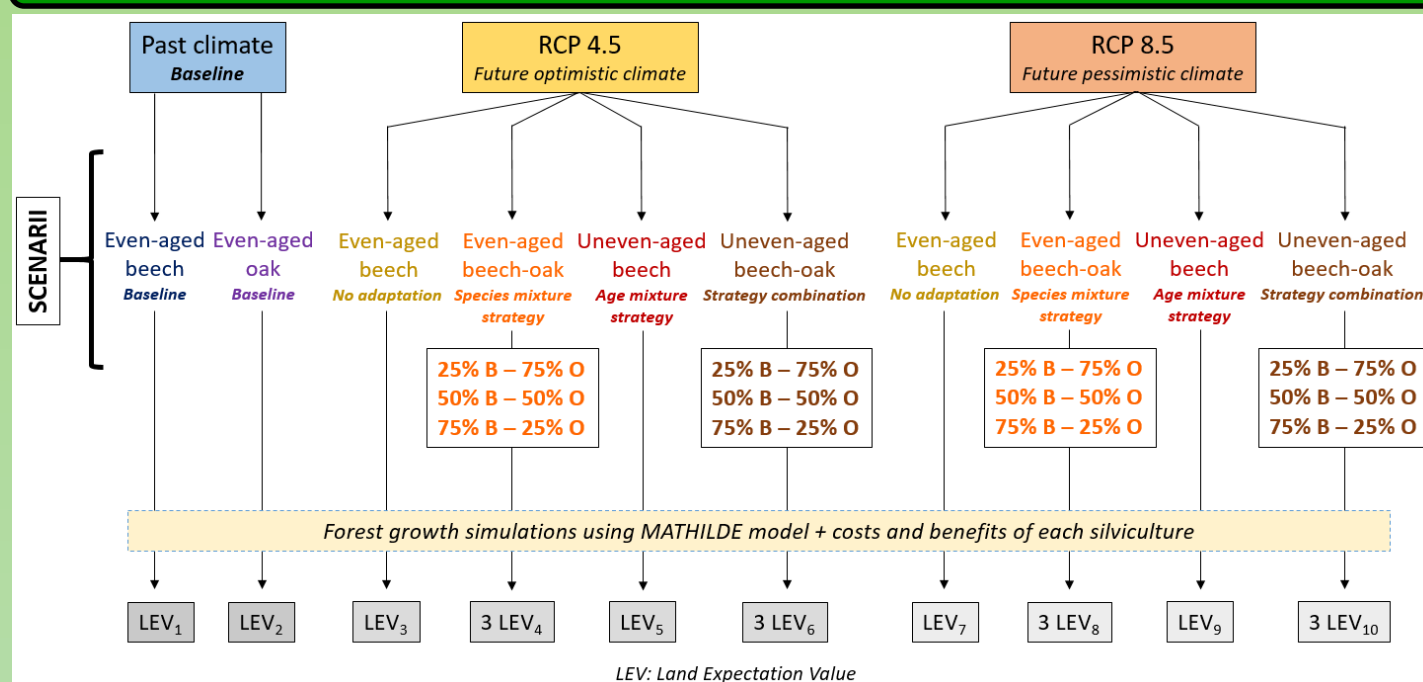 Past climate
Baseline
RCP 4.5
Future optimistic climate
RCP 8.5
Future pessimistic climate
SCENARII
Even-aged
beech
Baseline
Even-aged
oak
Baseline
Even-aged
beech
No adaptation
Even-aged
beech-oak
Species mixture
strategy
Uneven-aged
beech
Age mixture
strategy
Uneven-aged
beech-oak
Strategy combination
Even-aged
beech
No adaptation
Even-aged
beech-oak
Species mixture
strategy
Uneven-aged
beech
Age mixture
strategy
Uneven-aged
beech-oak
Strategy combination
25% B – 75% O
50% B – 50% O
75% B – 25% O
25% B – 75% O
50% B – 50% O
75% B – 25% O
25% B – 75% O
50% B – 50% O
75% B – 25% O
25% B – 75% O
50% B – 50% O
75% B – 25% O
Forest growth simulations using MATHILDE model + costs and benefits of each silviculture
LEV₁
LEV₂
LEV₃
3 LEV₄
LEV₅
3 LEV₆
LEV₇
3 LEV₈
LEV₉
3 LEV₁₀
LEV: Land Expectation Value